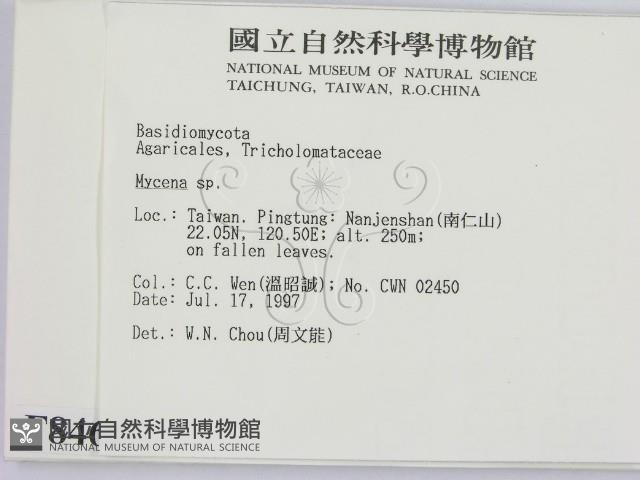 國立自然科學博物館
NATIONAL MUSEUM OF NATURAL SCIENCE
TAICHUNG, TAIWAN, R.O.CHINA
Basidiomycota
Agaricales, Tricholomataceae
Mycena sp.
Loc.: Taiwan. Pingtung: Nanjenshan(南仁山)
22.05N, 120.50E; alt. 250m;
on fallen leaves.
Col.: C.C. Wen(溫昭誠); No. CWN 02450
Date: Jul. 17, 1997
Det.: W.N. Chou(周文能)
國立自然科學博物館
NATIONAL MUSEUM OF NATURAL SCIENCE